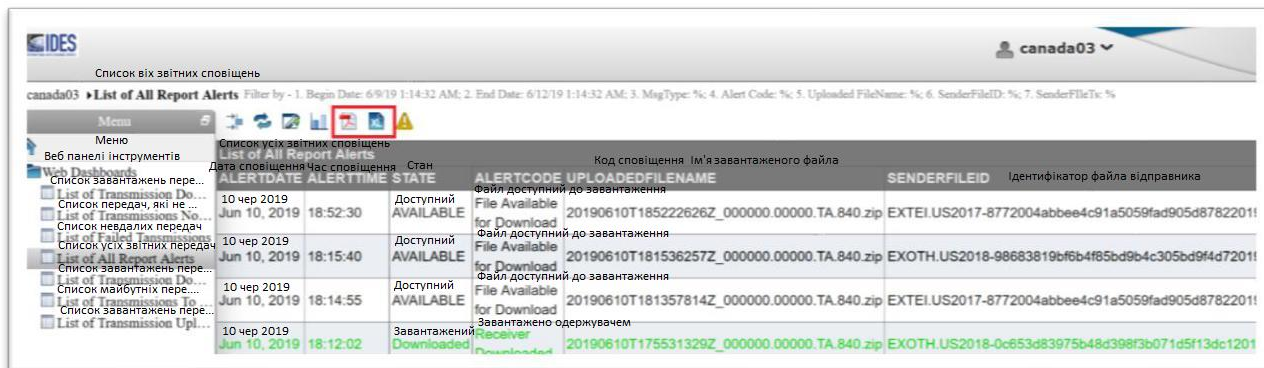 IDES
canada03
Список віх звітних сповіщень
canada03 ▸List of All Report Alerts Filter by - 1. Begin Date: 6/9/19 1:14:32 AM; 2. End Date: 6/12/19 1:14:32 AM; 3. MsgType: %; 4. Alert Code: %; 5. Uploaded FileName: %; 6. SenderFileID: %; 7. SenderFIleTs: %
Menu
Меню
Веб панелі інструментів
Web Dashboards
Список завантажень пере...
List of Transmission Do...
Список передач, які не ...
List of Transmissions No...
Список невдалих передач
List of Failed Tansmissions
Список усіх звітних передач
List of All Report Alerts
Список завантажень пере...
List of Transmission Do...
Список майбутніх пере....
List of Transmissions To ...
Список завантажень пере...
List of Transmission Upl...
Список усіх звітних сповіщень
List of All Report Alerts
Дата сповіщення Час сповіщення Стан Код сповіщення Ім'я завантаженого файла Ідентифікатор файла відправника
ALERTDATE ALERTTIME STATE ALERTCODE UPLOADEDFILENAME SENDERFILEID
10 чер 2019 Доступний Файл доступний до завантаження
Jun 10, 2019 18:52:30 AVAILABLE File Available for Download 20190610T185222626Z_000000.00000.TA.840.zip EXTEI.US2017-8772004abbee4c91a5059fad905d87822019
10 чер 2019 Доступний Файл доступний до завантаження
Jun 10, 2019 18:15:40 AVAILABLE File Available for Download 20190610T181536257Z_000000.00000.TA.840.zip EXOTH.US2018-98683819bf6b4f85bd9b4c305bd9f4d72019
10 чер 2019 Доступний Файл доступний до завантаження
Jun 10, 2019 18:14:55 AVAILABLE File Available for Download 20190610T181357814Z_000000.00000.TA.840.zip EXTEI.US2017-8772004abbee4c91a5059fad905d87822019
10 чер 2019 Завантажений Завантажено одержувачем
Jun 10, 2019 18:12:02 Downloaded Receiver Downloaded 20190610T175531329Z_000000.00000.TA.840.zip EXOTH.US2018-0c653d83975b48d398f3b071d5f13dc1201